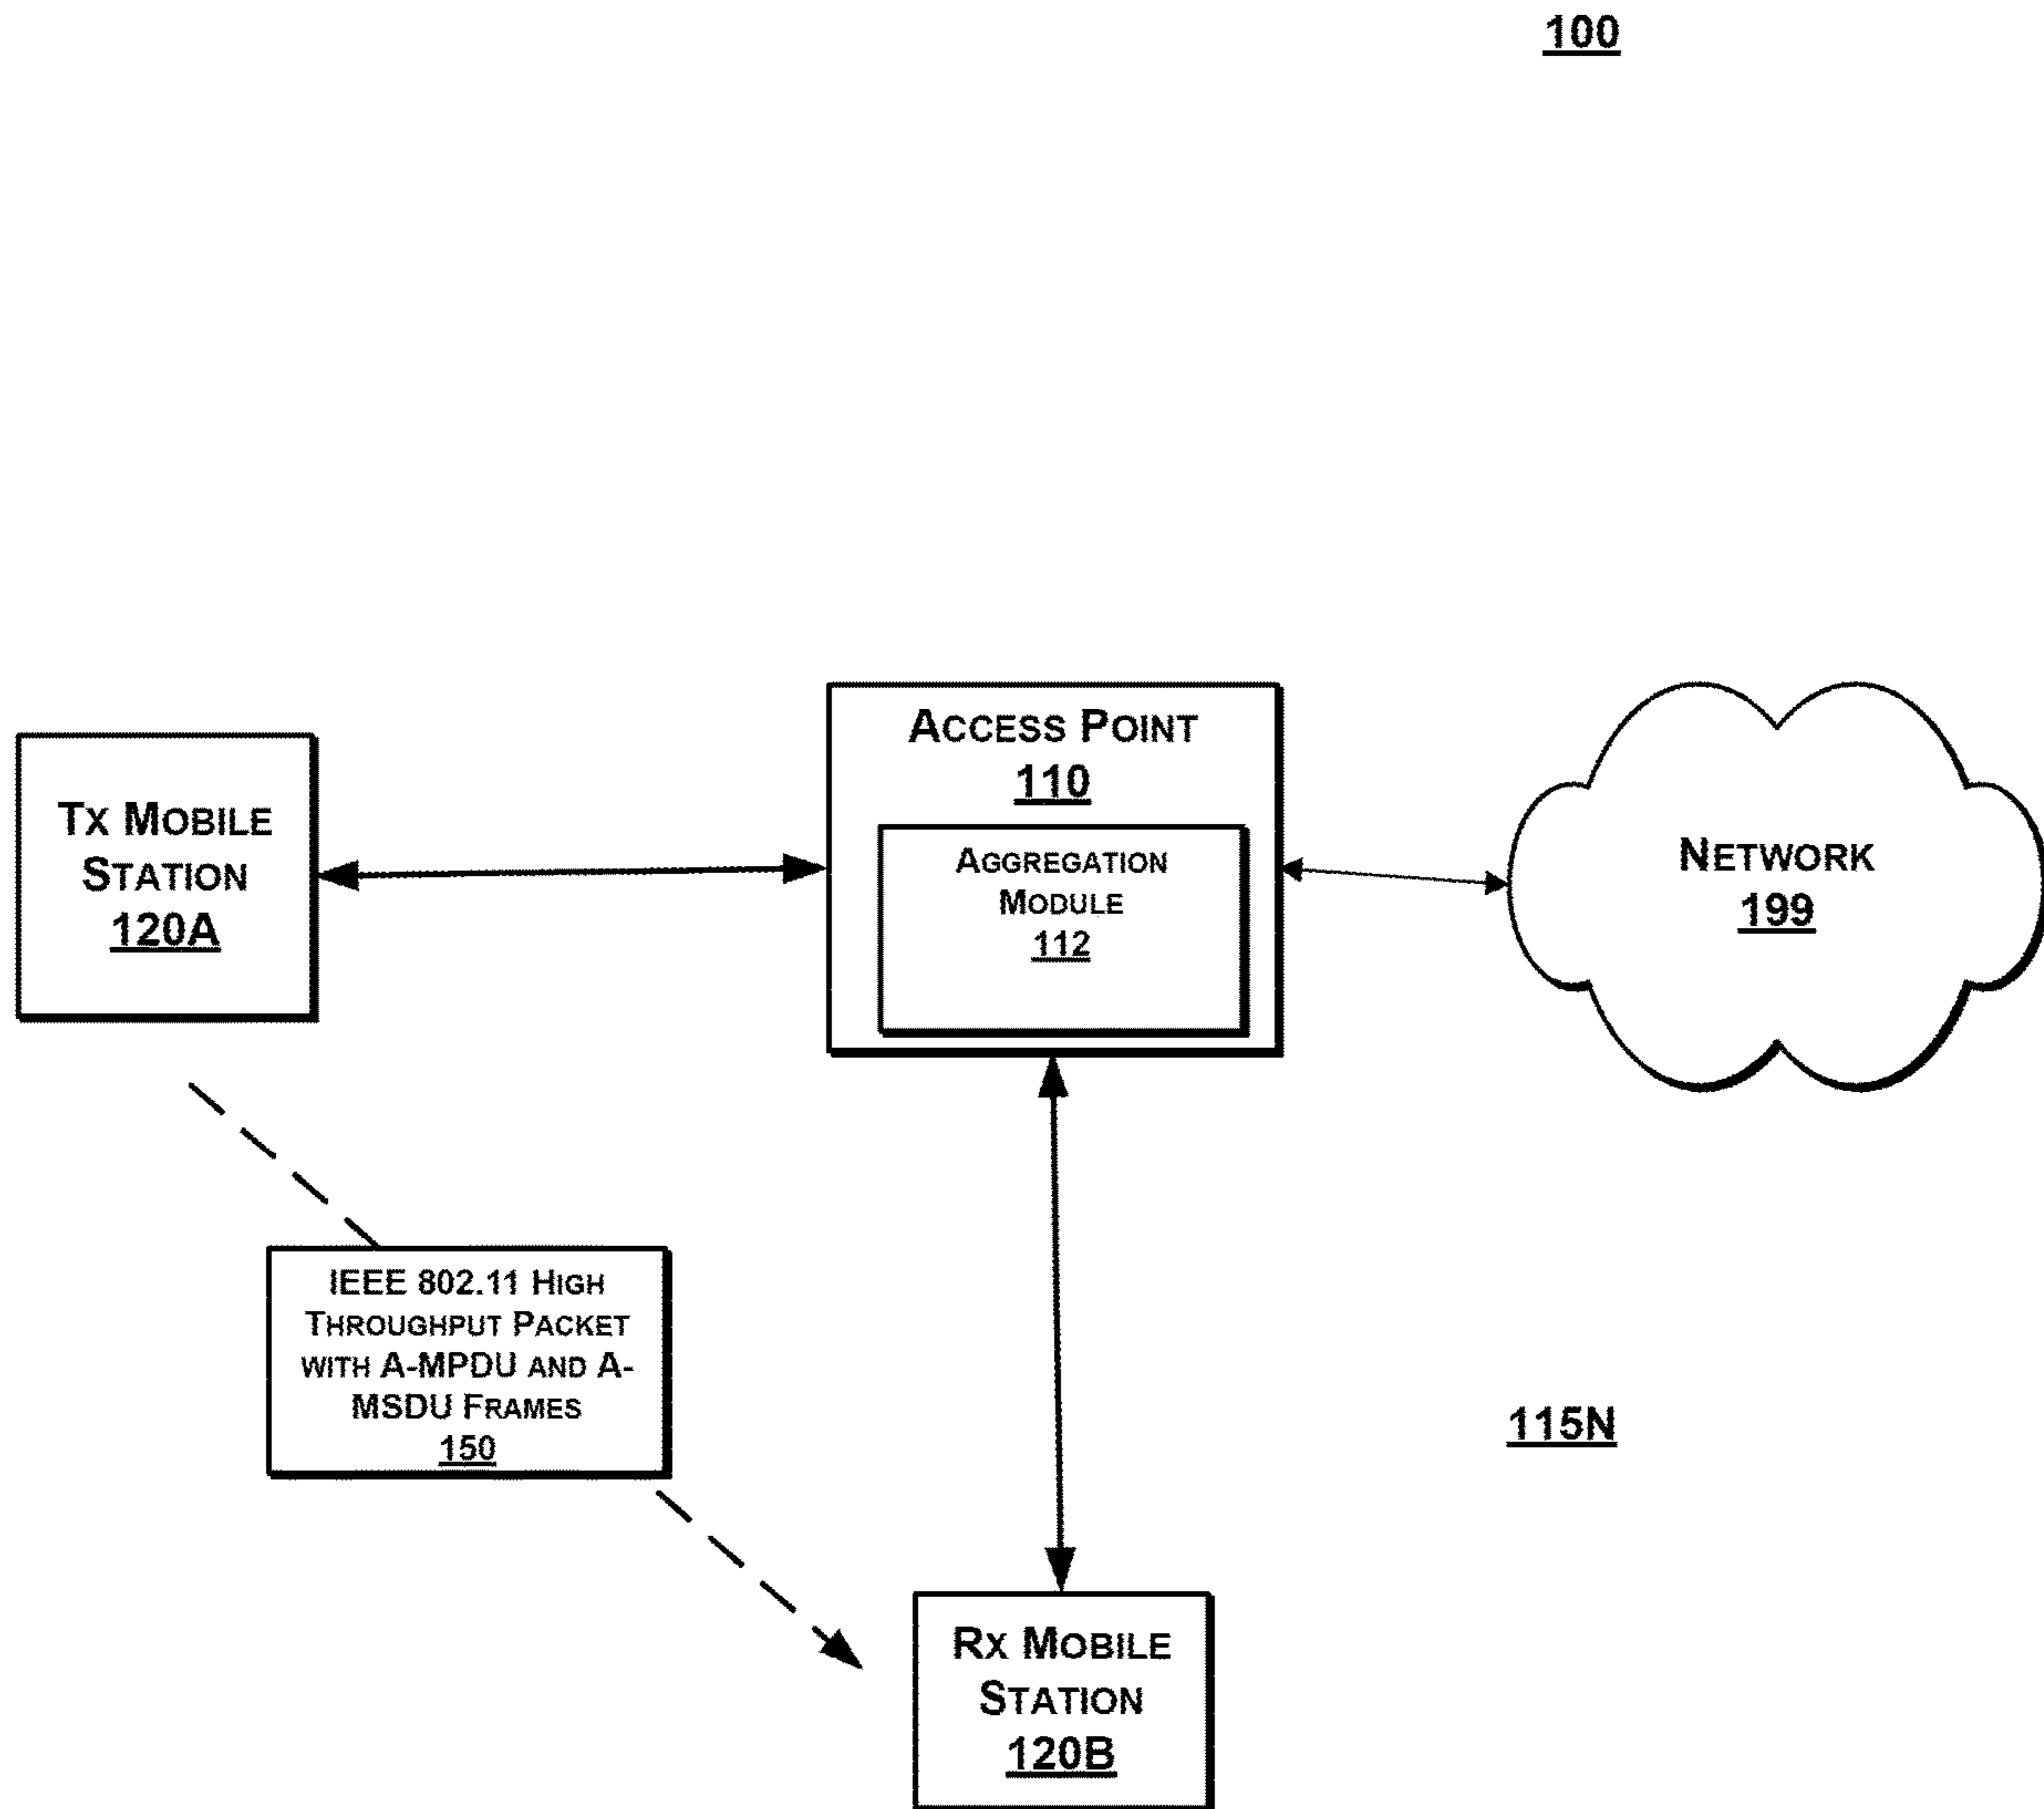 100
ACCESS POINT
110
AGGREGATION
MODULE
112
TX MOBILE
STATION
120A
NETWORK
199
IEEE 802.11 HIGH
THROUGHPUT PACKET
WITH A-MPDU AND A-
MSDU FRAMES
150
115N
RX MOBILE
STATION
120B